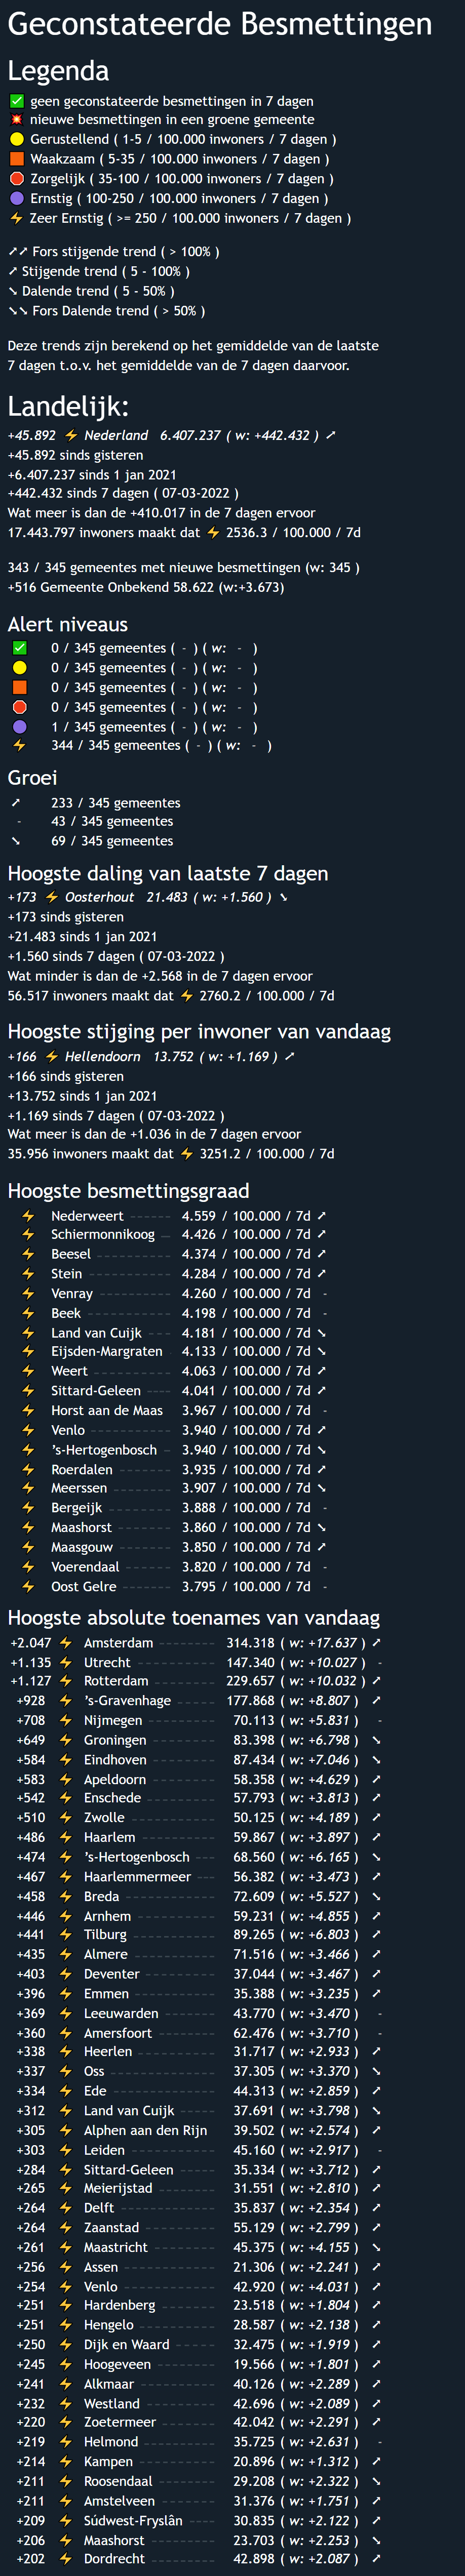 Geconstateerde Besmettingen
Legenda
✅ geen geconstateerde besmettingen in 7 dagen
💥 nieuwe besmettingen in een groene gemeente
🟡 Gerustellend ( 1-5 / 100.000 inwoners / 7 dagen )
🟧 Waakzaam ( 5-35 / 100.000 inwoners / 7 dagen )
🛑 Zorgelijk ( 35-100 / 100.000 inwoners / 7 dagen )
🟣 Ernstig ( 100-250 / 100.000 inwoners / 7 dagen )
⚡ Zeer Ernstig ( >= 250 / 100.000 inwoners / 7 dagen )
➚➚ Fors stijgende trend ( > 100% )
➚ Stijgende trend ( 5 - 100% )
➘ Dalende trend ( 5 - 50% )
➘➘ Fors Dalende trend ( > 50% )
Deze trends zijn berekend op het gemiddelde van de laatste
7 dagen t.o.v. het gemiddelde van de 7 dagen daarvoor.
Landelijk:
+45.892 ⚡ Nederland 6.407.237 ( w: +442.432 ) ➚
+45.892 sinds gisteren
+6.407.237 sinds 1 jan 2021
+442.432 sinds 7 dagen ( 07-03-2022 )
Wat meer is dan de +410.017 in de 7 dagen ervoor
17.443.797 inwoners maakt dat ⚡ 2536.3 / 100.000 / 7d
343 / 345 gemeentes met nieuwe besmettingen (w: 345 )
+516 Gemeente Onbekend 58.622 (w:+3.673)
Alert niveaus
✅ 0 / 345 gemeentes ( - ) ( w: - )
🟡 0 / 345 gemeentes ( - ) ( w: - )
🟧 0 / 345 gemeentes ( - ) ( w: - )
🛑 0 / 345 gemeentes ( - ) ( w: - )
🟣 1 / 345 gemeentes ( - ) ( w: - )
⚡ 344 / 345 gemeentes ( - ) ( w: - )
Groei
➚ 233 / 345 gemeentes
- 43 / 345 gemeentes
➘ 69 / 345 gemeentes
Hoogste daling van laatste 7 dagen
+173 ⚡ Oosterhout 21.483 ( w: +1.560 ) ➘
+173 sinds gisteren
+21.483 sinds 1 jan 2021
+1.560 sinds 7 dagen ( 07-03-2022 )
Wat minder is dan de +2.568 in de 7 dagen ervoor
56.517 inwoners maakt dat ⚡ 2760.2 / 100.000 / 7d
Hoogste stijging per inwoner van vandaag
+166 ⚡ Hellendoorn 13.752 ( w: +1.169 ) ➚
+166 sinds gisteren
+13.752 sinds 1 jan 2021
+1.169 sinds 7 dagen ( 07-03-2022 )
Wat meer is dan de +1.036 in de 7 dagen ervoor
35.956 inwoners maakt dat ⚡ 3251.2 / 100.000 / 7d
Hoogste besmettingsgraad
⚡ Nederweert 4.559 / 100.000 / 7d ➚
⚡ Schiermonnikoog 4.426 / 100.000 / 7d ➚
⚡ Beesel 4.374 / 100.000 / 7d ➚
⚡ Stein 4.284 / 100.000 / 7d ➚
⚡ Venray 4.260 / 100.000 / 7d -
⚡ Beek 4.198 / 100.000 / 7d -
⚡ Land van Cuijk 4.181 / 100.000 / 7d ➘
⚡ Eijsden-Margraten 4.133 / 100.000 / 7d ➘
⚡ Weert 4.063 / 100.000 / 7d ➚
⚡ Sittard-Geleen 4.041 / 100.000 / 7d ➚
⚡ Horst aan de Maas 3.967 / 100.000 / 7d -
⚡ Venlo 3.940 / 100.000 / 7d ➚
⚡ 's-Hertogenbosch 3.940 / 100.000 / 7d ➘
⚡ Roerdalen 3.935 / 100.000 / 7d ➚
⚡ Meerssen 3.907 / 100.000 / 7d ➘
⚡ Bergeijk 3.888 / 100.000 / 7d -
⚡ Maashorst 3.860 / 100.000 / 7d ➘
⚡ Maasgouw 3.850 / 100.000 / 7d ➚
⚡ Voerendaal 3.820 / 100.000 / 7d -
⚡ Oost Gelre 3.795 / 100.000 / 7d -
Hoogste absolute toenames van vandaag
+2.047 ⚡ Amsterdam 314.318 ( w: +17.637 ) ➚
+1.135 ⚡ Utrecht 147.340 ( w: +10.027 ) -
+1.127 ⚡ Rotterdam 229.657 ( w: +10.032 ) ➚
+928 ⚡ 's-Gravenhage 177.868 ( w: +8.807 ) ➚
+708 ⚡ Nijmegen 70.113 ( w: +5.831 ) -
+649 ⚡ Groningen 83.398 ( w: +6.798 ) ➘
+584 ⚡ Eindhoven 87.434 ( w: +7.046 ) ➘
+583 ⚡ Apeldoorn 58.358 ( w: +4.629 ) ➚
+542 ⚡ Enschede 57.793 ( w: +3.813 ) ➚
+510 ⚡ Zwolle 50.125 ( w: +4.189 ) ➚
+486 ⚡ Haarlem 59.867 ( w: +3.897 ) ➚
+474 ⚡ 's-Hertogenbosch 68.560 ( w: +6.165 ) ➘
+467 ⚡ Haarlemmermeer 56.382 ( w: +3.473 ) ➚
+458 ⚡ Breda 72.609 ( w: +5.527 ) ➘
+446 ⚡ Arnhem 59.231 ( w: +4.855 ) ➚
+441 ⚡ Tilburg 89.265 ( w: +6.803 ) ➚
+435 ⚡ Almere 71.516 ( w: +3.466 ) ➚
+403 ⚡ Deventer 37.044 ( w: +3.467 ) ➚
+396 ⚡ Emmen 35.388 ( w: +3.235 ) ➚
+369 ⚡ Leeuwarden 43.770 ( w: +3.470 ) -
+360 ⚡ Amersfoort 62.476 ( w: +3.710 ) -
+338 ⚡ Heerlen 31.717 ( w: +2.933 ) ➚
+337 ⚡ Oss 37.305 ( w: +3.370 ) ➘
+334 ⚡ Ede 44.313 ( w: +2.859 ) ➚
+312 ⚡ Land van Cuijk 37.691 ( w: +3.798 ) ➘
+305 ⚡ Alphen aan den Rijn 39.502 ( w: +2.574 ) ➚
+303 ⚡ Leiden 45.160 ( w: +2.917 ) -
+284 ⚡ Sittard-Geleen 35.334 ( w: +3.712 ) ➚
+265 ⚡ Meierijstad 31.551 ( w: +2.810 ) ➚
+264 ⚡ Delft 35.837 ( w: +2.354 ) ➚
+264 ⚡ Zaanstad 55.129 ( w: +2.799 ) ➚
+261 ⚡ Maastricht 45.375 ( w: +4.155 ) ➘
+256 ⚡ Assen 21.306 ( w: +2.241 ) ➚
+254 ⚡ Venlo 42.920 ( w: +4.031 ) ➚
+251 ⚡ Hardenberg 23.518 ( w: +1.804 ) ➚
+251 ⚡ Hengelo 28.587 ( w: +2.138 ) ➚
+250 ⚡ Dijk en Waard 32.475 ( w: +1.919 ) ➚
+245 ⚡ Hoogeveen 19.566 ( w: +1.801 ) ➚
+241 ⚡ Alkmaar 40.126 ( w: +2.289 ) ➚
+232 ⚡ Westland 42.696 ( w: +2.089 ) ➚
+220 ⚡ Zoetermeer 42.042 ( w: +2.291 ) ➚
+219 ⚡ Helmond 35.725 ( w: +2.631 ) -
+214 ⚡ Kampen 20.896 ( w: +1.312 ) ➚
+211 ⚡ Roosendaal 29.208 ( w: +2.322 ) ➘
+211 ⚡ Amstelveen 31.376 ( w: +1.751 ) ➚
+209 ⚡ Súdwest-Fryslân 30.835 ( w: +2.122 ) ➚
+206 ⚡ Maashorst 23.703 ( w: +2.253 ) ➘
+202 ⚡ Dordrecht 42.898 ( w: +2.087 ) ➚